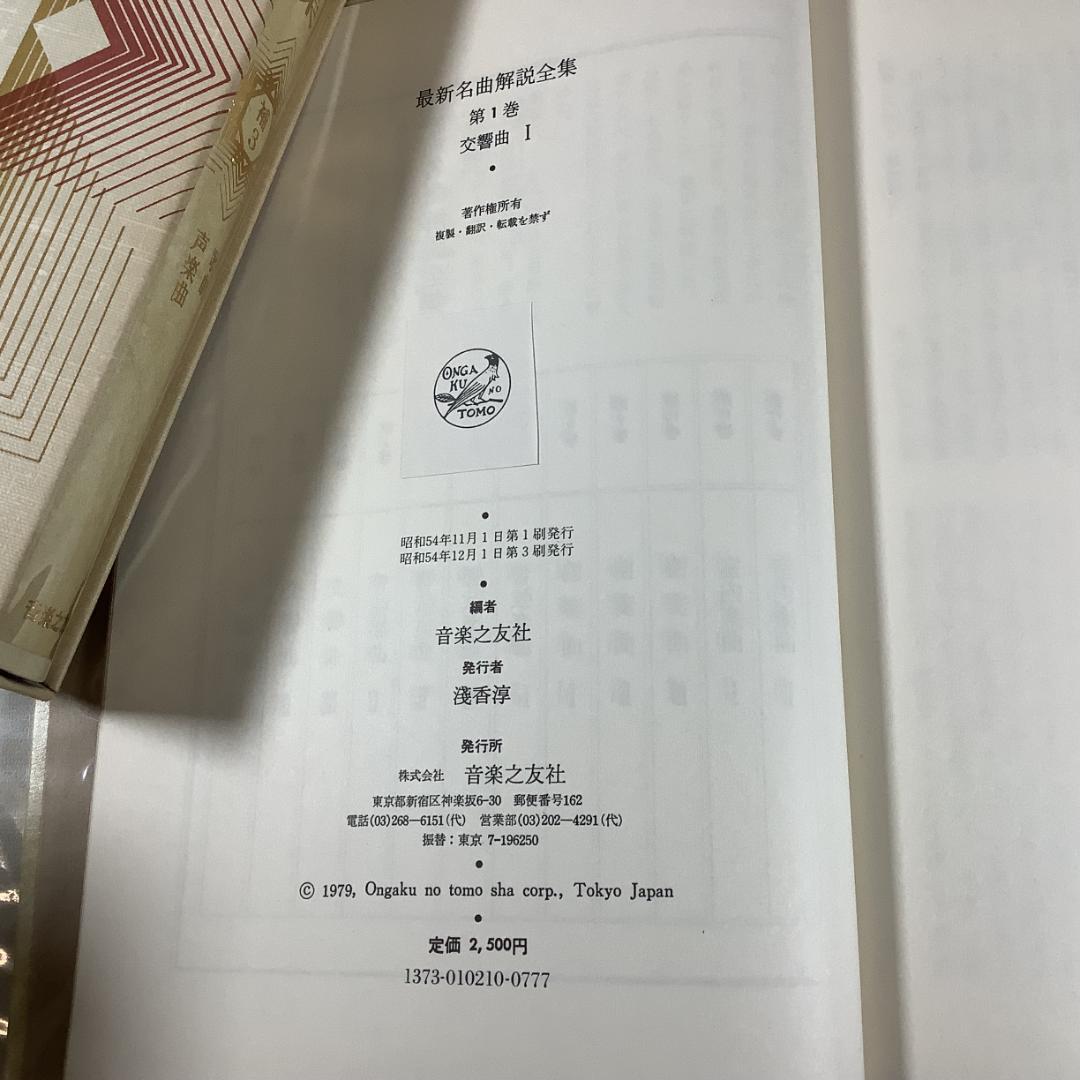 最新名曲解説全集
第1巻
交響曲 I
著作権所有
複製・翻訳・転載を禁ず
ONGA
KU
NO
TOMO
昭和54年11月1日第1刷発行
昭和54年12月1日第3刷発行
編者
音楽之友社
発行者
淺香淳
発行所
株式会社 音楽之友社
東京都新宿区神楽坂6-30 郵便番号162
電話(03)268—6151(代) 営業部(03)202—4291(代)
振替：東京 7-196250
© 1979, Ongaku no tomo sha corp., Tokyo Japan
定価 2,500円
1373-010210-0777
補3
声楽曲
音楽之